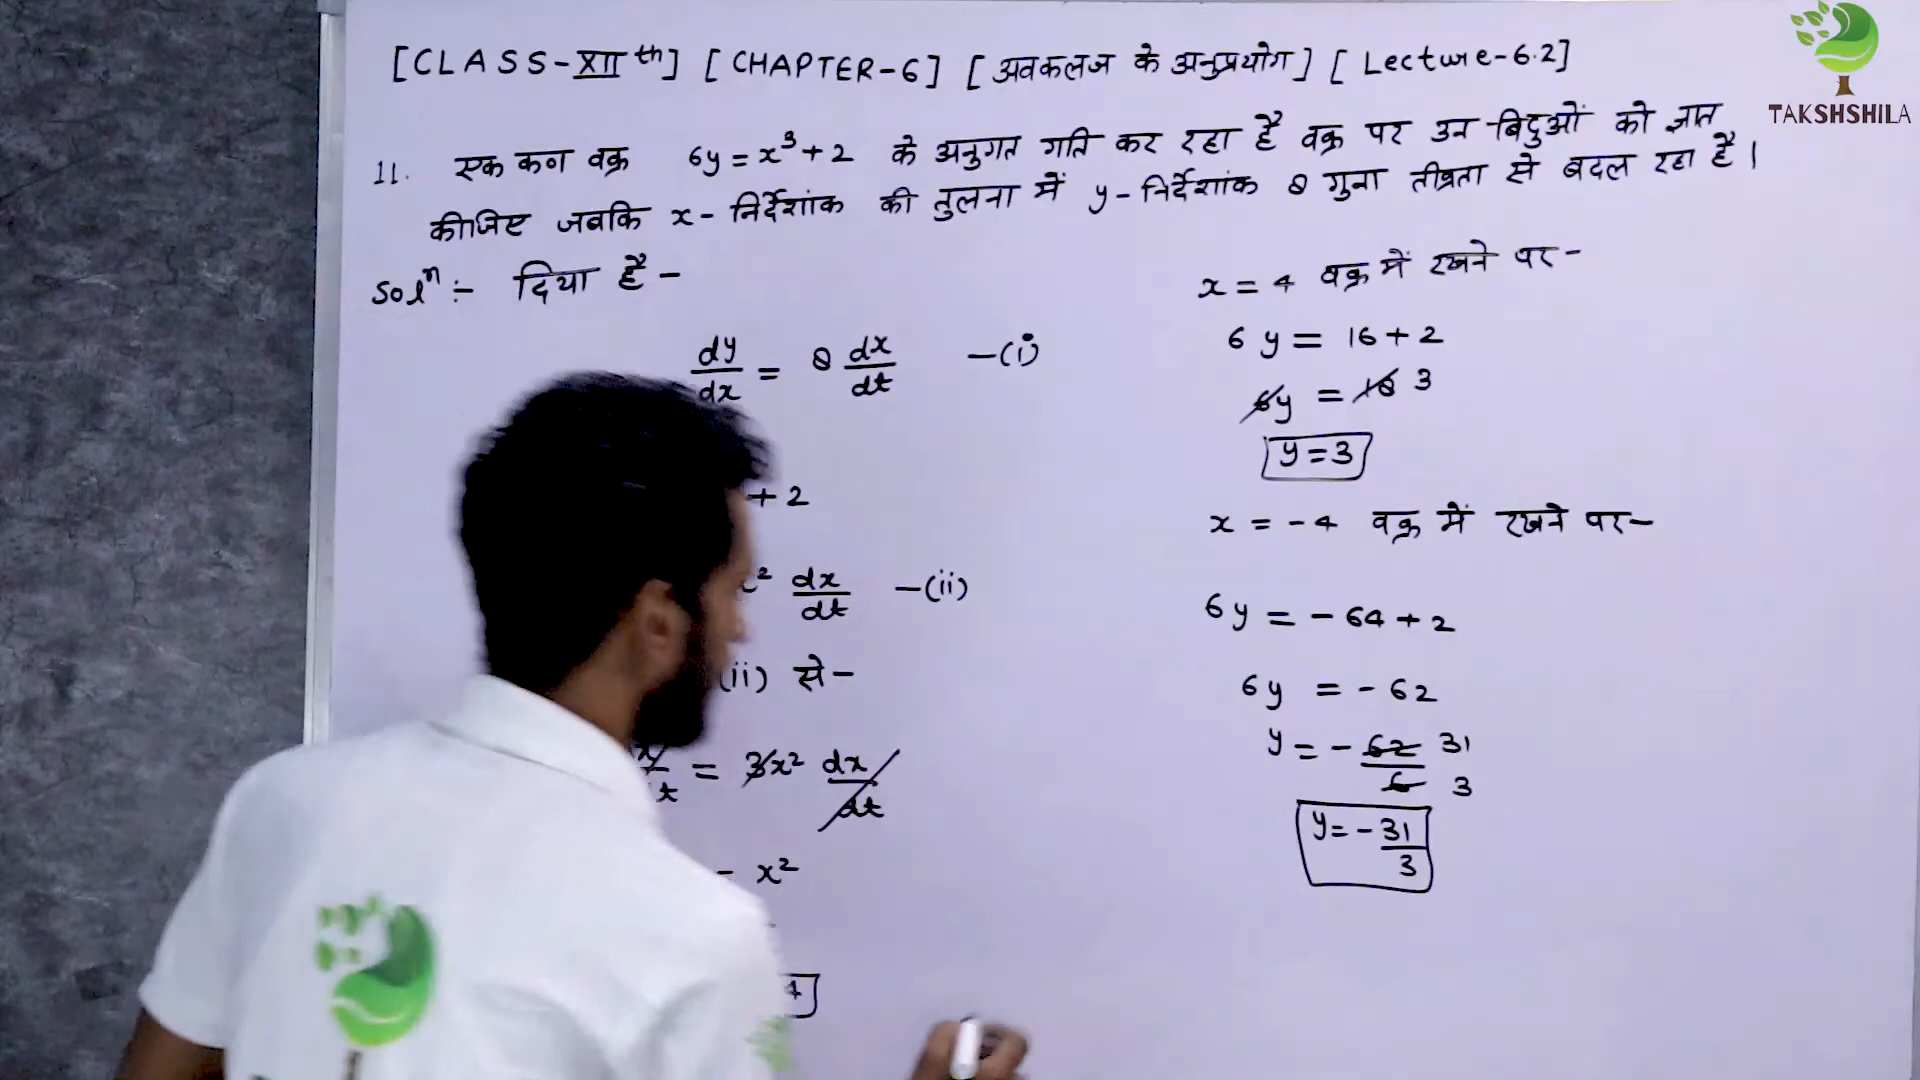 [CLASS-XIIth] [CHAPTER-6] [अवकलज के अनुप्रयोग] [Lecture-6.2]
TAKSHSHILA
11. एक कण वक्र 6y = x³ + 2 के अनुगत गति कर रहा है वक्र पर उन बिंदुओं को ज्ञात
कीजिए जबकि x - निर्देशांक की तुलना में y - निर्देशांक 8 गुना तीव्रता से बदल रहा है।
Solⁿ :- दिया है -
dy/dx = 8 dx/dt -(i)
+ 2
² dx/dt -(ii)
(ii) से -
= 3x² dx/dt
x²
4
x = 4 वक्र में रखने पर -
6y = 16 + 2
6y = 18 3
y = 3
x = -4 वक्र में रखने पर -
6y = - 64 + 2
6y = - 62
y = - 62/6 31/3
y = - 31/3